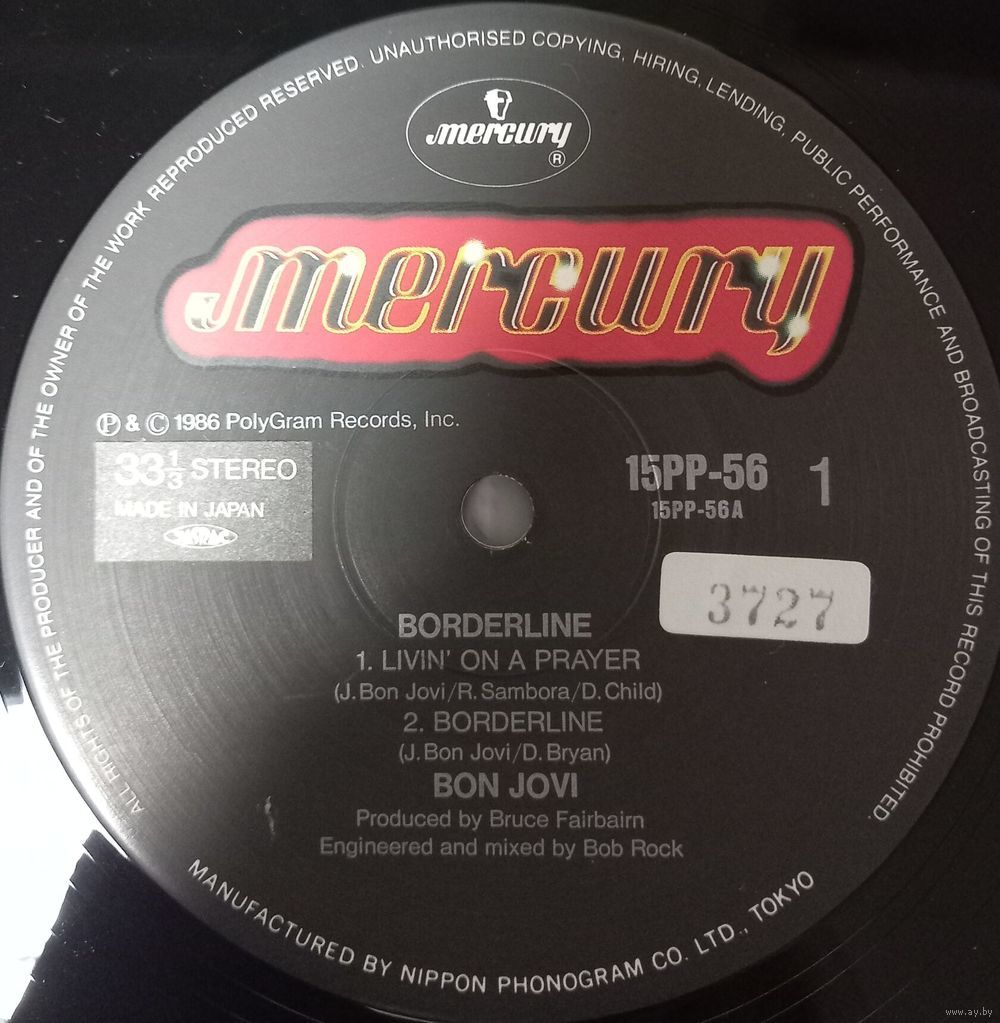 ALL RIGHTS OF THE PRODUCER AND OF THE OWNER OF THE WORK REPRODUCED RESERVED. UNAUTHORISED COPYING, HIRING, LENDING, PUBLIC PERFORMANCE AND BROADCASTING OF THIS RECORD PROHIBITED.
mercury
®
mercury
Ⓟ & © 1986 PolyGram Records, Inc.
33⅓ STEREO
MADE IN JAPAN
JASRAC
15PP-56 1
15PP-56A
3727
BORDERLINE
1. LIVIN' ON A PRAYER
(J. Bon Jovi/R. Sambora/D. Child)
2. BORDERLINE
(J. Bon Jovi/D. Bryan)
BON JOVI
Produced by Bruce Fairbairn
Engineered and mixed by Bob Rock
MANUFACTURED BY NIPPON PHONOGRAM CO. LTD., TOKYO
www.ay.by